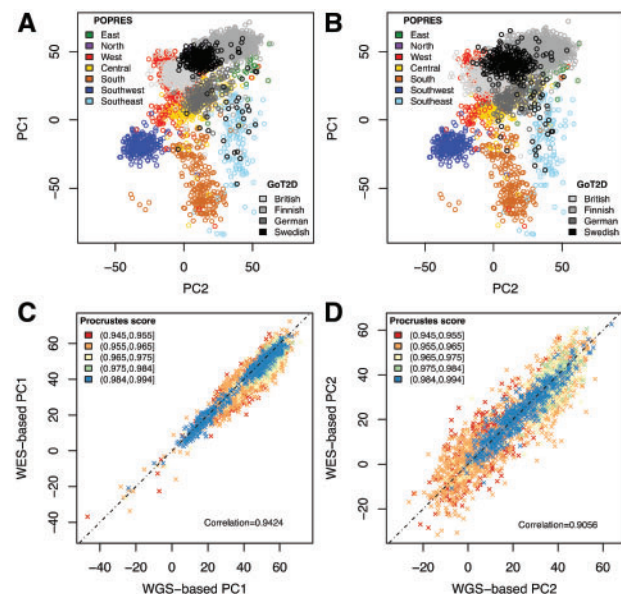 A
POPRES
East
North
West
Central
South
Southwest
Southeast
GoT2D
British
Finnish
German
Swedish
PC1
50
0
−50
−50
0
50
PC2
B
POPRES
East
North
West
Central
South
Southwest
Southeast
GoT2D
British
Finnish
German
Swedish
PC1
50
0
−50
−50
0
50
PC2
C
Procrustes score
(0.945,0.955]
(0.955,0.965]
(0.965,0.975]
(0.975,0.984]
(0.984,0.994]
Correlation=0.9424
WES−based PC1
60
40
20
0
−20
−40
−40
−20
0
20
40
60
WGS−based PC1
D
Procrustes score
(0.945,0.955]
(0.955,0.965]
(0.965,0.975]
(0.975,0.984]
(0.984,0.994]
Correlation=0.9056
WES−based PC2
60
40
20
0
−20
−20
0
20
40
60
WGS−based PC2